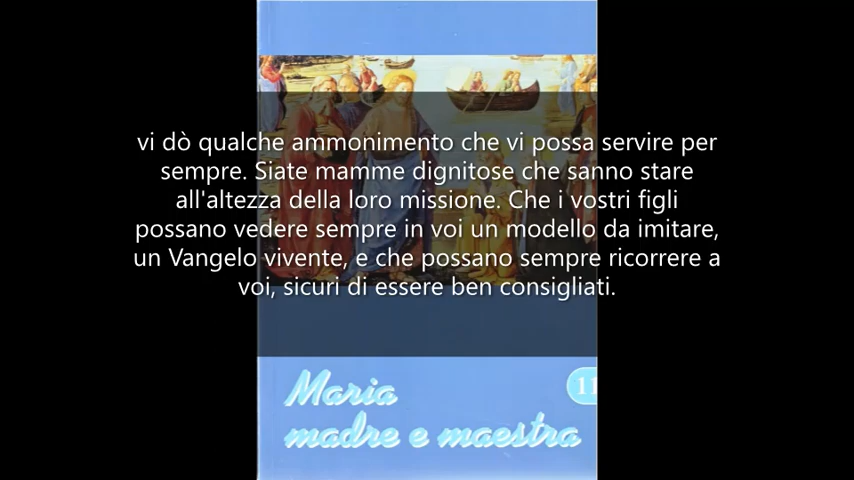 vi dò qualche ammonimento che vi possa servire per
sempre. Siate mamme dignitose che sanno stare
all'altezza della loro missione. Che i vostri figli
possano vedere sempre in voi un modello da imitare,
un Vangelo vivente, e che possano sempre ricorrere a
voi, sicuri di essere ben consigliati.
Maria
11
madre e maestra